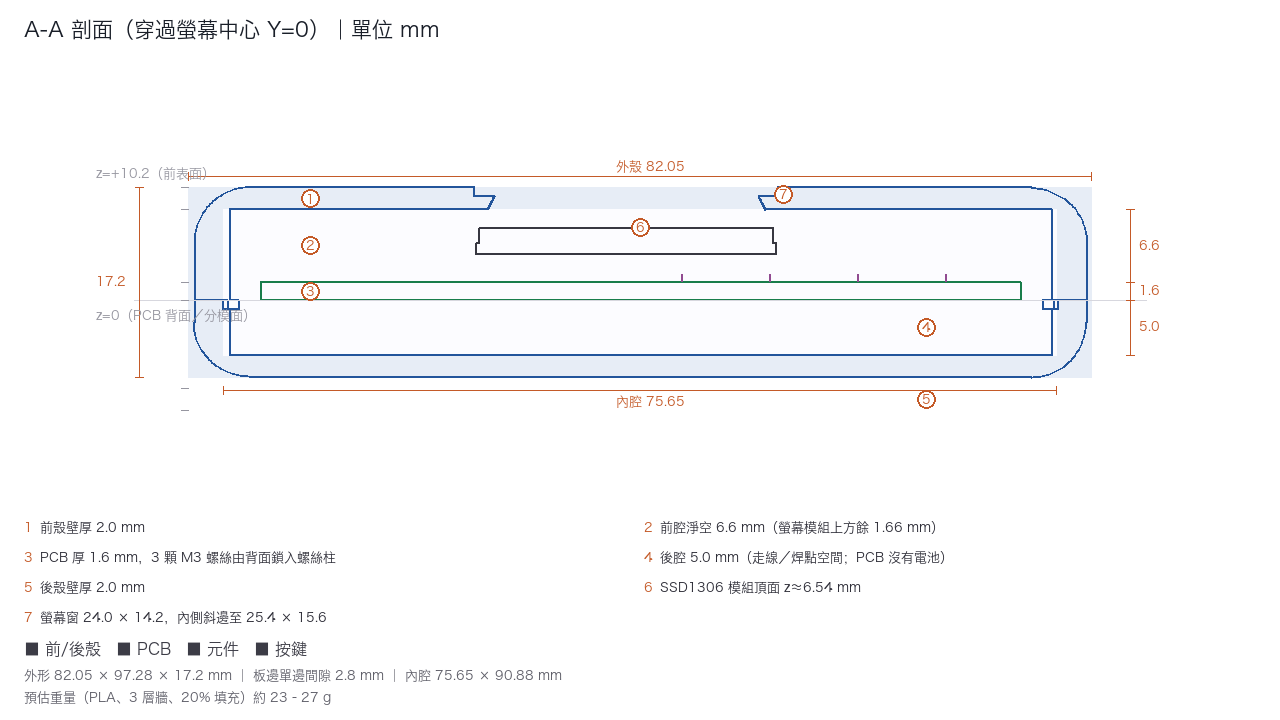 A-A 剖面（穿過螢幕中心 Y=0）｜單位 mm
外殼 82.05
z=+10.2（前表面）
1
7
6
2
6.6
17.2
3
1.6
z=0（PCB 背面／分模面）
4
5.0
內腔 75.65
5
1 前殼壁厚 2.0 mm
2 前腔淨空 6.6 mm（螢幕模組上方餘 1.66 mm）
3 PCB 厚 1.6 mm，3 顆 M3 螺絲由背面鎖入螺絲柱
4 後腔 5.0 mm（走線／焊點空間；PCB 沒有電池）
5 後殼壁厚 2.0 mm
6 SSD1306 模組頂面 z≈6.54 mm
7 螢幕窗 24.0 × 14.2，內側斜邊至 25.4 × 15.6
■ 前/後殼 ■ PCB ■ 元件 ■ 按鍵
外形 82.05 × 97.28 × 17.2 mm ｜ 板邊單邊間隙 2.8 mm ｜ 內腔 75.65 × 90.88 mm
預估重量（PLA、3 層牆、20% 填充）約 23 - 27 g